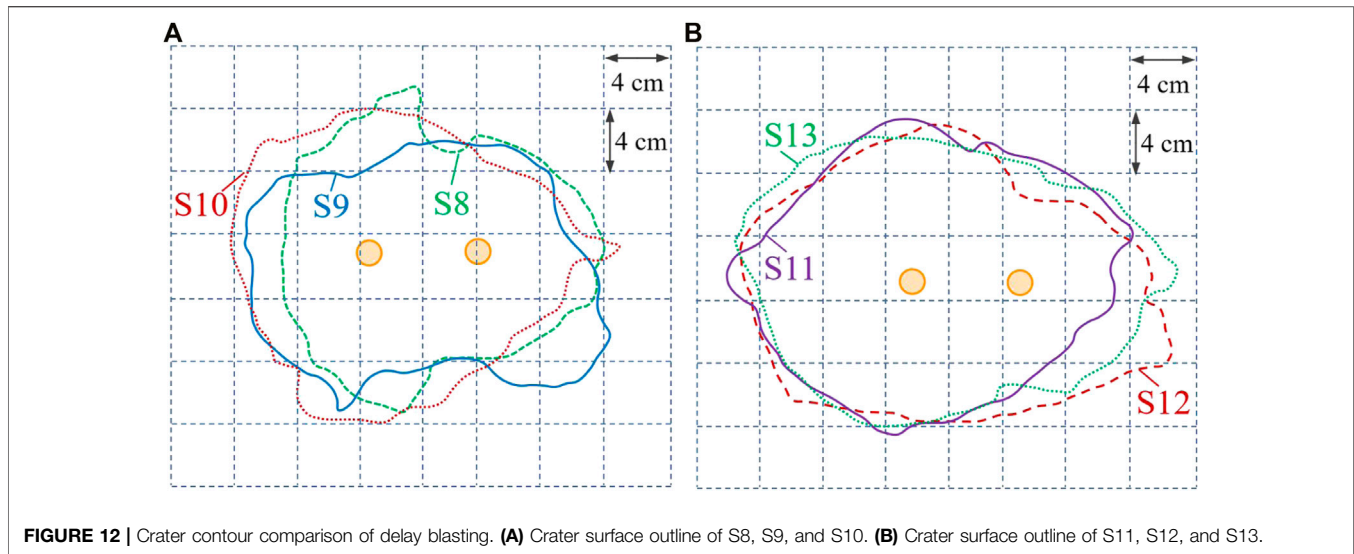 A
4 cm
4 cm
S10
S9
S8
B
4 cm
4 cm
S13
S11
S12
FIGURE 12 | Crater contour comparison of delay blasting. (A) Crater surface outline of S8, S9, and S10. (B) Crater surface outline of S11, S12, and S13.